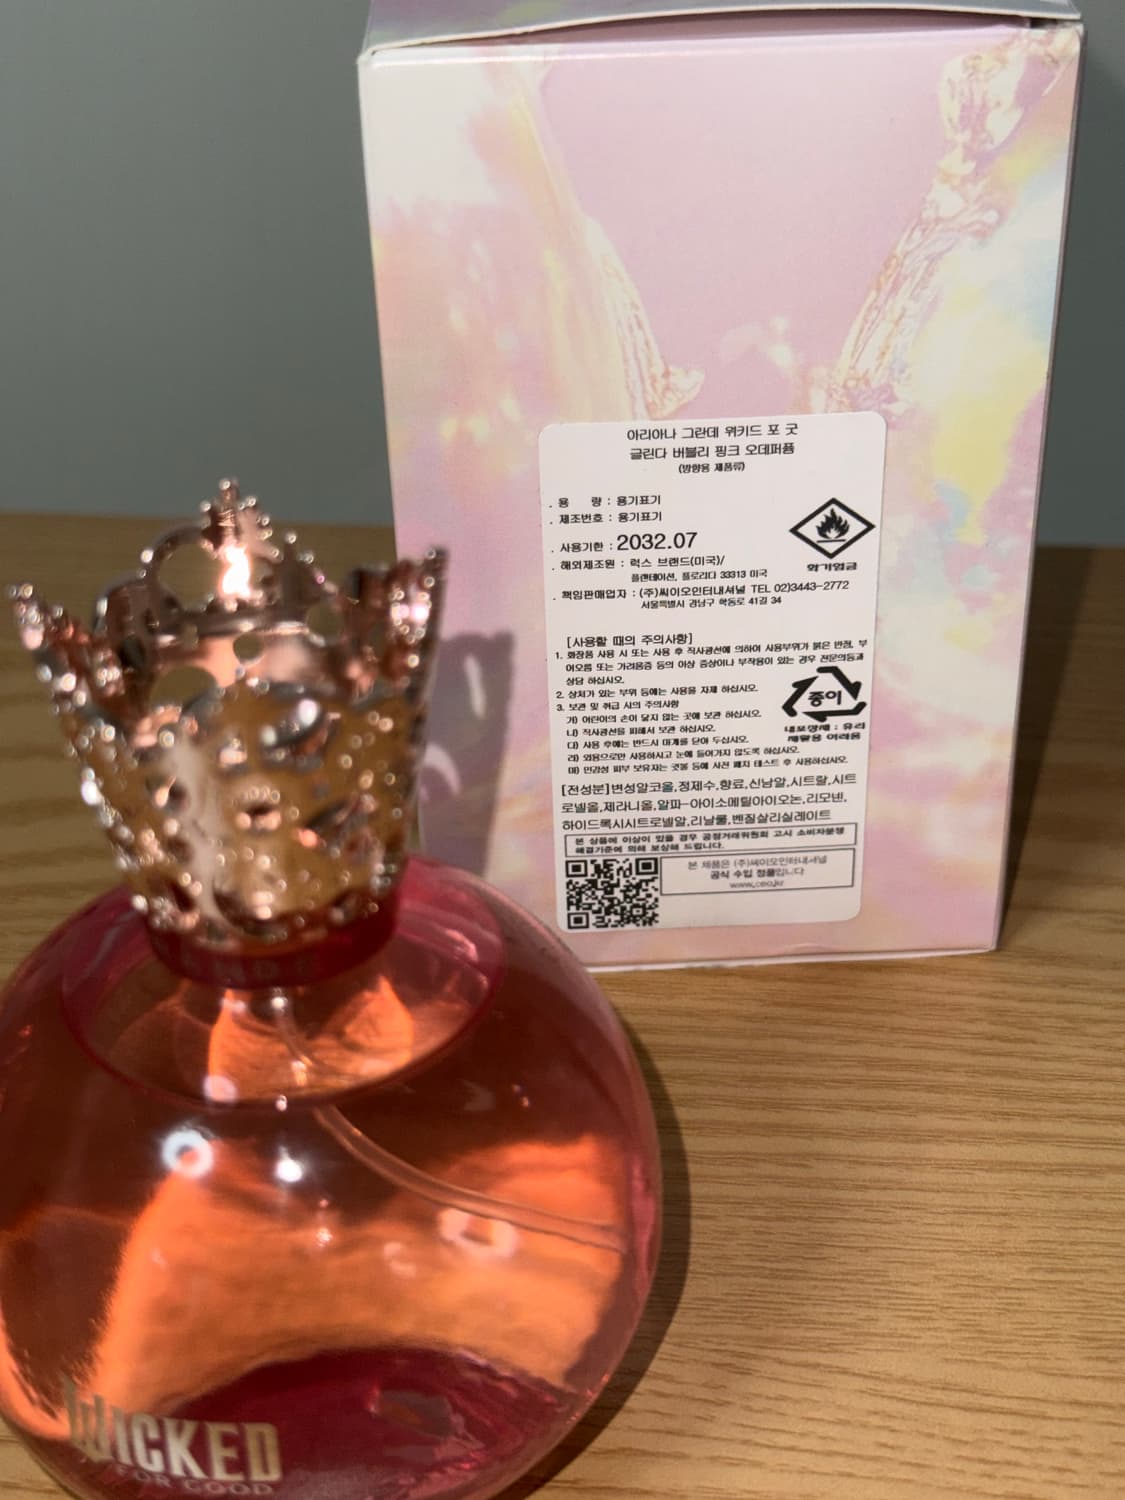 아리아나 그란데 위키드 포 굿
글린다 버블리 핑크 오데퍼퓸
(방향용 제품류)
. 용 량 : 용기표기
. 제조번호 : 용기표기
. 사용기한 : 2032.07
. 해외제조원 : 럭스 브랜드(미국)/
플랜테이션, 플로리다 33313 미국
. 책임판매업자 : (주)씨이오인터내셔널 TEL 02)3443-2772
서울특별시 강남구 학동로 41길 34
화기엄금
[사용할 때의 주의사항]
1. 화장품 사용 시 또는 사용 후 직사광선에 의하여 사용부위가 붉은 반점, 부
어오름 또는 가려움증 등의 이상 증상이나 부작용이 있는 경우 전문의등과
상담 하십시오.
2. 상처가 있는 부위 등에는 사용을 자제 하십시오.
3. 보관 및 취급 시의 주의사항
가) 어린이의 손이 닿지 않는 곳에 보관 하십시오.
나) 직사광선을 피해서 보관 하십시오.
다) 사용 후에는 반드시 마개를 닫아 두십시오.
라) 외용으로만 사용하시고 눈에 들어가지 않도록 하십시오.
마) 민감성 피부 보유자는 귓볼 등에 사전 패치 테스트 후 사용하십시오.
종이
내포장재 : 유리
재활용 어려움
[전성분]변성알코올,정제수,향료,신남알,시트랄,시트
로넬올,제라니올,알파-아이소메틸아이오논,리모넨,
하이드록시시트로넬알,리날룰,벤질살리실레이트
본 상품에 이상이 있을 경우 공정거래위원회 고시 소비자분쟁
해결기준에 의해 보상해 드립니다.
본 제품은 (주)씨이오인터내셔널
공식 수입 정품입니다
www.ceo.kr
WICKED
FOR GOOD